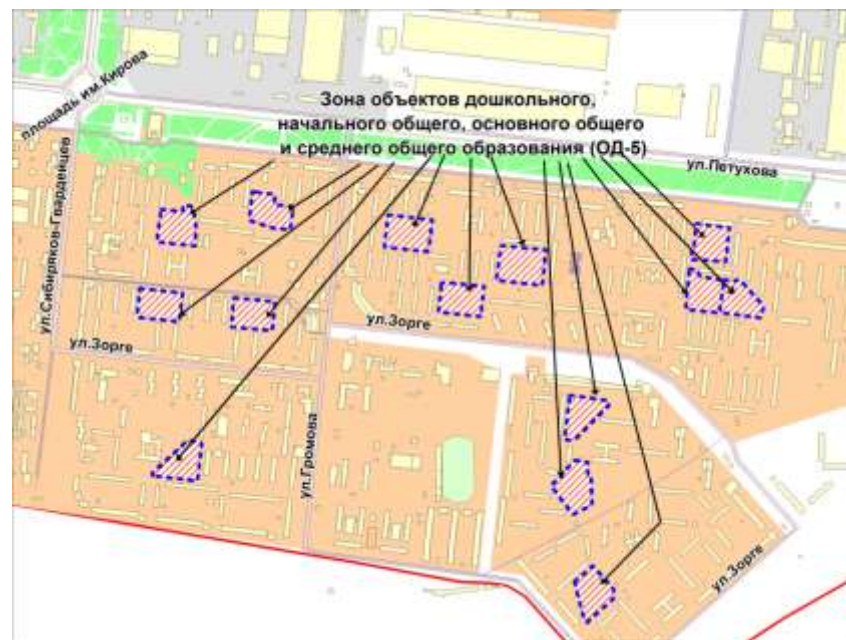 площадь им.Кирова
Зона объектов дошкольного,
начального общего, основного общего
и среднего общего образования (ОД-5)
ул.Петухова
ул.Сибиряков-Гвардейцев
ул.Зорге
ул.Зорге
ул.Громова
ул.Зорге